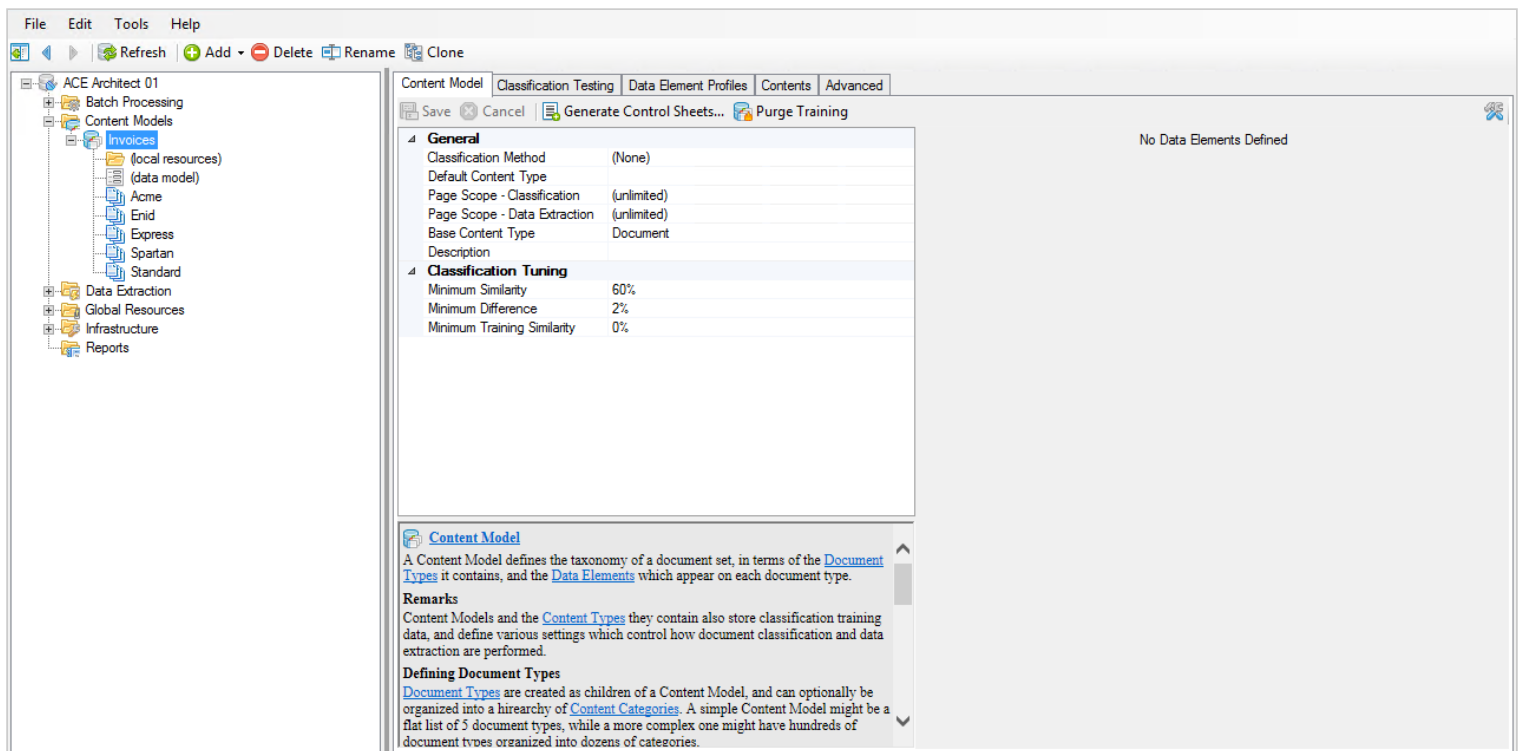 File Edit Tools Help
Refresh Add Delete Rename Clone
ACE Architect 01
Batch Processing
Content Models
Invoices
(local resources)
(data model)
Acme
Enid
Express
Spartan
Standard
Data Extraction
Global Resources
Infrastructure
Reports
Content Model Classification Testing Data Element Profiles Contents Advanced
Save Cancel Generate Control Sheets... Purge Training
General
Classification Method (None)
Default Content Type
Page Scope - Classification (unlimited)
Page Scope - Data Extraction (unlimited)
Base Content Type Document
Description
Classification Tuning
Minimum Similarity 60%
Minimum Difference 2%
Minimum Training Similarity 0%
No Data Elements Defined
Content Model
A Content Model defines the taxonomy of a document set, in terms of the Document
Types it contains, and the Data Elements which appear on each document type.
Remarks
Content Models and the Content Types they contain also store classification training
data, and define various settings which control how document classification and data
extraction are performed.
Defining Document Types
Document Types are created as children of a Content Model, and can optionally be
organized into a hirearchy of Content Categories. A simple Content Model might be a
flat list of 5 document types, while a more complex one might have hundreds of
document types organized into dozens of categories.